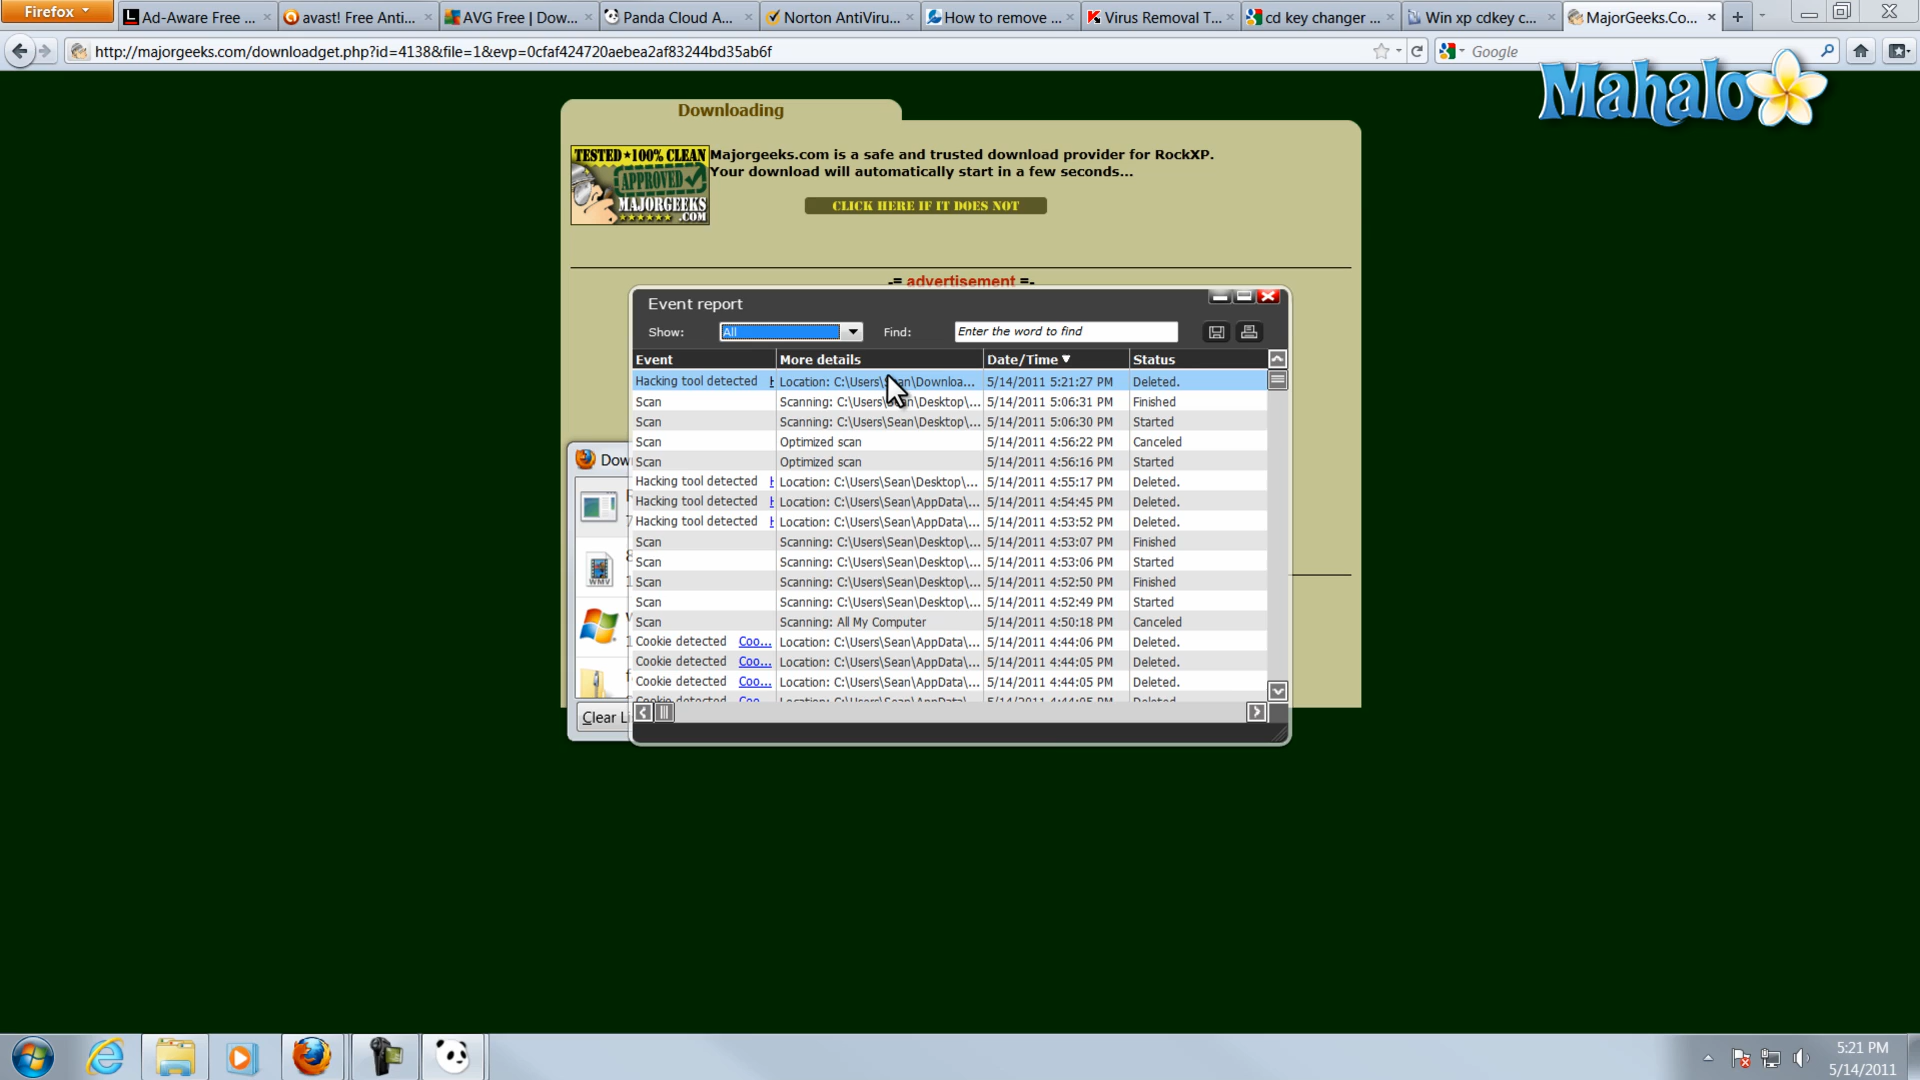 Firefox
Ad-Aware Free ...
avast! Free Anti...
AVG Free | Dow...
Panda Cloud A...
Norton AntiViru...
How to remove ...
Virus Removal T...
cd key changer ...
Win xp cdkey c...
MajorGeeks.Co...
http://majorgeeks.com/downloadget.php?id=4138&file=1&evp=0cfaf424720aebea2af83244bd35ab6f
Google
Mahalo
Downloading
TESTED ★ 100% CLEAN
APPROVED
MAJORGEEKS
.COM
Majorgeeks.com is a safe and trusted download provider for RockXP.
Your download will automatically start in a few seconds...
CLICK HERE IF IT DOES NOT
-= advertisement =-
Event report
Show: All Find: Enter the word to find
Event More details Date/Time Status
Hacking tool detected Location: C:\Users\Sean\Downloa... 5/14/2011 5:21:27 PM Deleted.
Scan Scanning: C:\Users\Sean\Desktop\... 5/14/2011 5:06:31 PM Finished
Scan Scanning: C:\Users\Sean\Desktop\... 5/14/2011 5:06:30 PM Started
Scan Optimized scan 5/14/2011 4:56:22 PM Canceled
Scan Optimized scan 5/14/2011 4:56:16 PM Started
Hacking tool detected Location: C:\Users\Sean\Desktop\... 5/14/2011 4:55:17 PM Deleted.
Hacking tool detected Location: C:\Users\Sean\AppData\... 5/14/2011 4:54:45 PM Deleted.
Hacking tool detected Location: C:\Users\Sean\AppData\... 5/14/2011 4:53:52 PM Deleted.
Scan Scanning: C:\Users\Sean\Desktop\... 5/14/2011 4:53:07 PM Finished
Scan Scanning: C:\Users\Sean\Desktop\... 5/14/2011 4:53:06 PM Started
Scan Scanning: C:\Users\Sean\Desktop\... 5/14/2011 4:52:50 PM Finished
Scan Scanning: C:\Users\Sean\Desktop\... 5/14/2011 4:52:49 PM Started
Scan Scanning: All My Computer 5/14/2011 4:50:18 PM Canceled
Cookie detected Coo... Location: C:\Users\Sean\AppData\... 5/14/2011 4:44:06 PM Deleted.
Cookie detected Coo... Location: C:\Users\Sean\AppData\... 5/14/2011 4:44:05 PM Deleted.
Cookie detected Coo... Location: C:\Users\Sean\AppData\... 5/14/2011 4:44:05 PM Deleted.
Dow
WMV
Clear Li
5:21 PM
5/14/2011